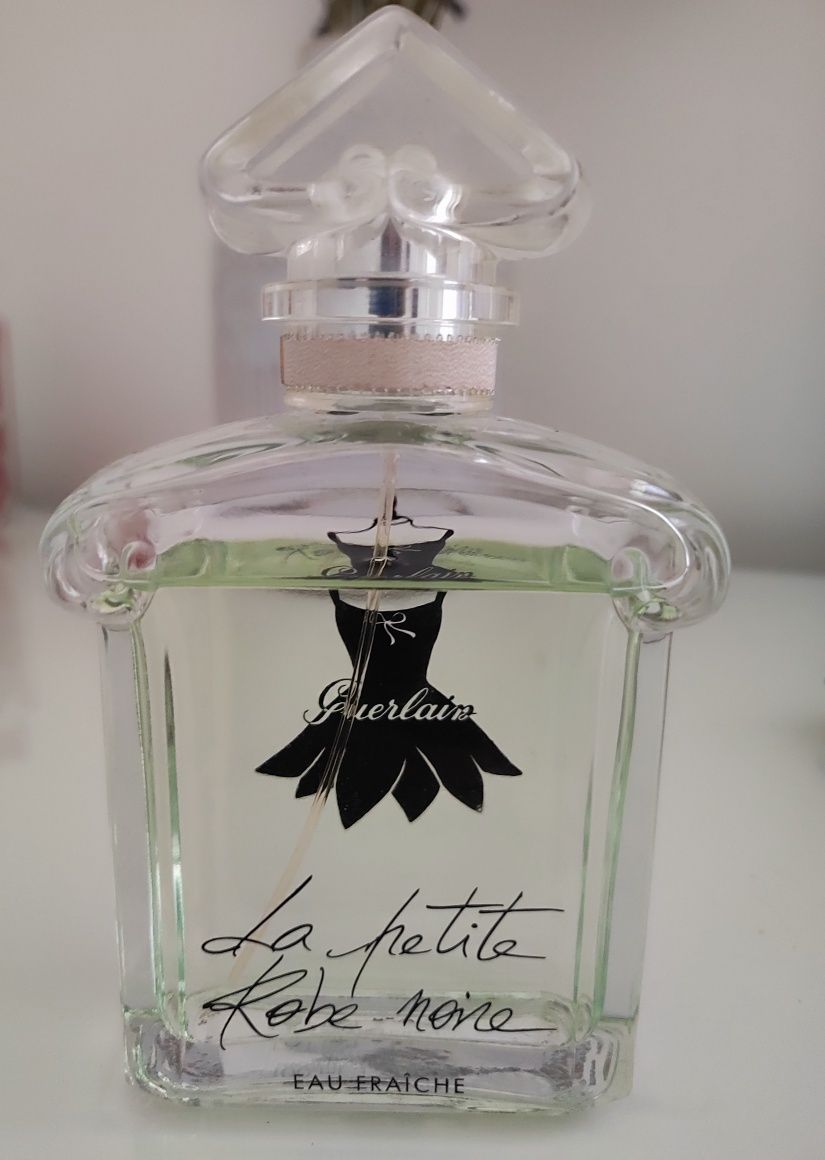 Guerlain
La petite
Robe noire
EAU FRAÎCHE